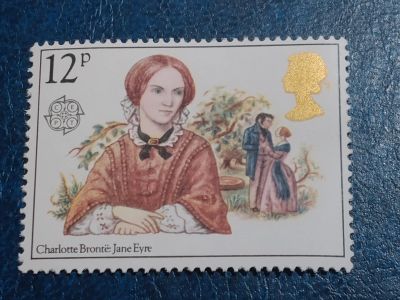 12p
Charlotte Brontë: Jane Eyre